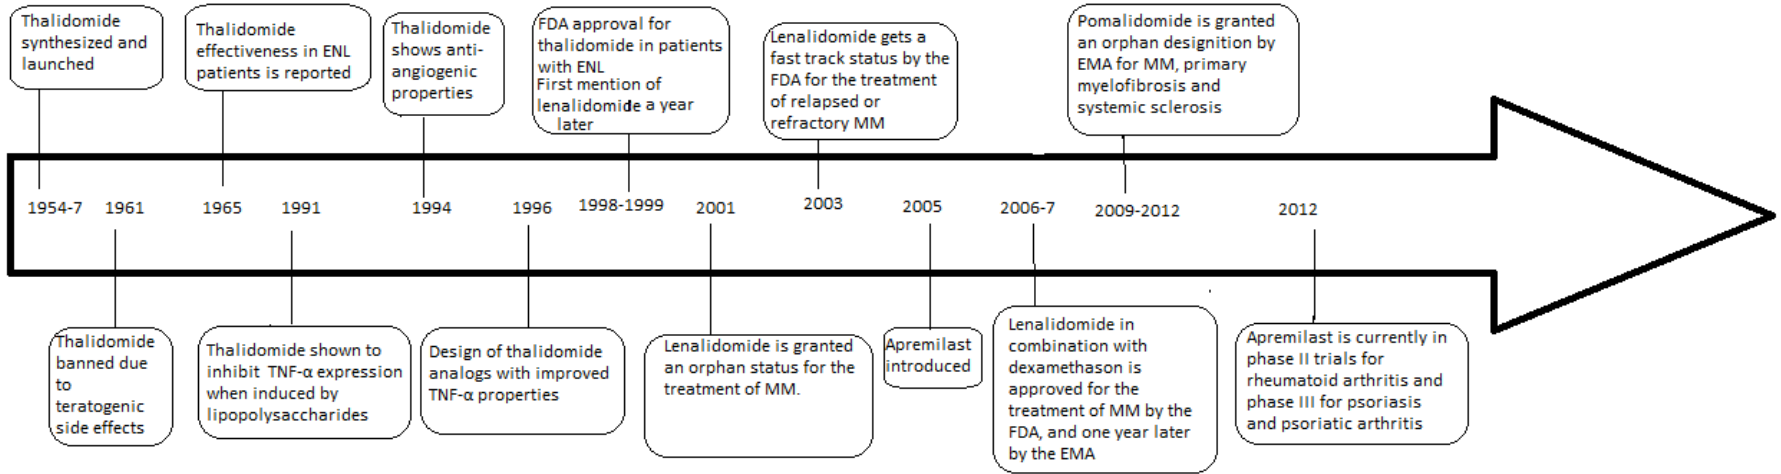 Thalidomide
synthesized and
launched
Thalidomide
effectiveness in ENL
patients is reported
Thalidomide
shows anti-
angiogenic
properties
FDA approval for
thalidomide in patients
with ENL
First mention of
lenalidomide a year
later
Lenalidomide gets a
fast track status by the
FDA for the treatment
of relapsed or
refractory MM
Pomalidomide is granted
an orphan designition by
EMA for MM, primary
myelofibrosis and
systemic sclerosis
1954-7 1961 1965 1991 1994 1996 1998-1999 2001 2003 2005 2006-7 2009-2012 2012
Thalidomide
banned due
to
teratogenic
side effects
Thalidomide shown to
inhibit TNF-α expression
when induced by
lipopolysaccharides
Design of thalidomide
analogs with improved
TNF-α properties
Lenalidomide is granted
an orphan status for the
treatment of MM.
Apremilast
introduced
Lenalidomide in
combination with
dexamethason is
approved for the
treatment of MM by the
FDA, and one year later
by the EMA
Apremilast is currently in
phase II trials for
rheumatoid arthritis and
phase III for psoriasis
and psoriatic arthritis